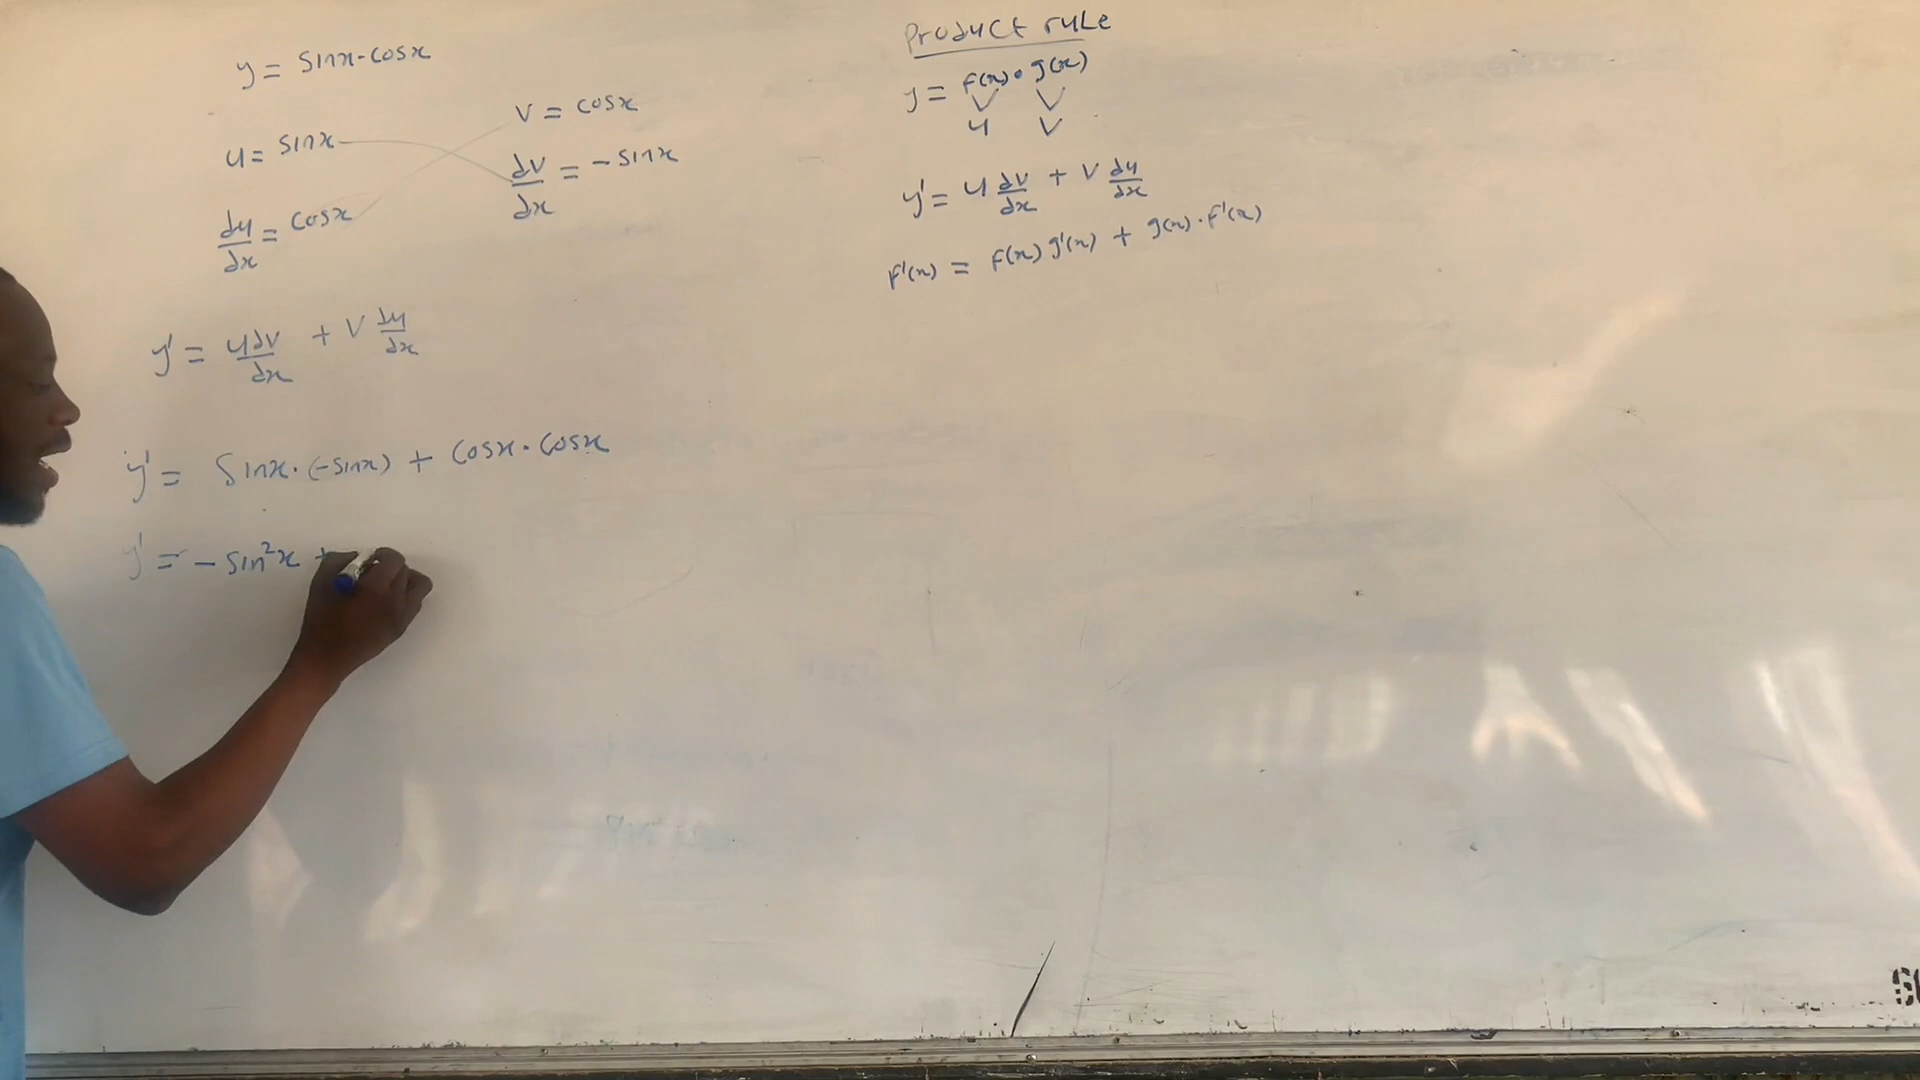 y = sinx·cosx
u = sinx
v = cosx
dv/dx = -sinx
du/dx = cosx
y' = u dv/dx + v du/dx
y' = sinx·(-sinx) + cosx·cosx
y' = -sin²x +
Product rule
y = f(x)·g(x)
u v
y' = u dv/dx + v du/dx
F'(x) = f(x) g'(x) + g(x)·f'(x)